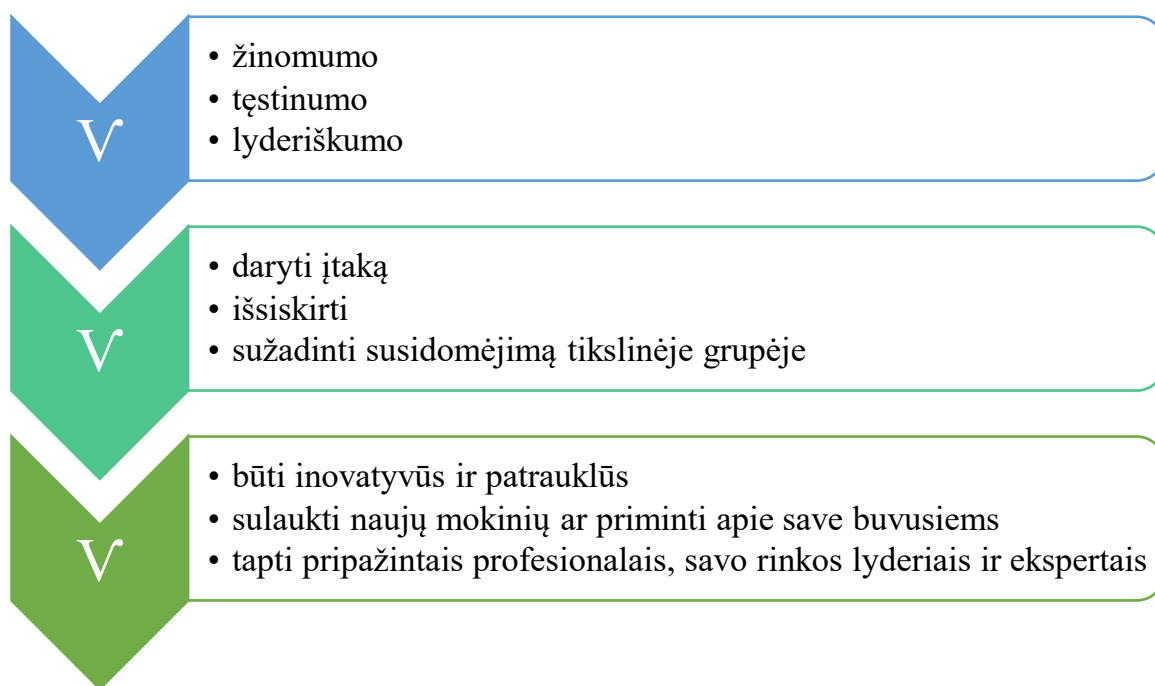 V
• žinomumo
• tęstinumo
• lyderiškumo
V
• daryti įtaką
• išsiskirti
• sužadinti susidomėjimą tikslinėje grupėje
V
• būti inovatyvūs ir patrauklūs
• sulaukti naujų mokinių ar priminti apie save buvusiems
• tapti pripažintais profesionalais, savo rinkos lyderiais ir ekspertais